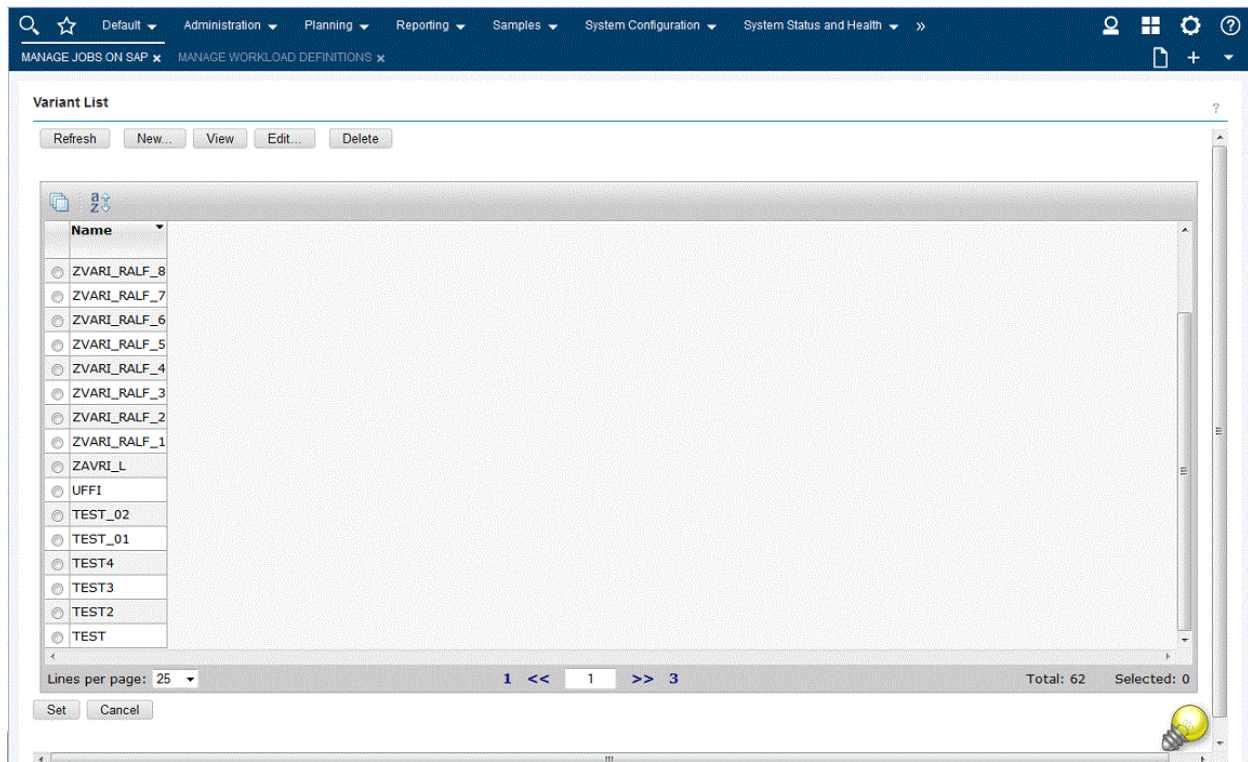 Default Administration Planning Reporting Samples System Configuration System Status and Health »
MANAGE JOBS ON SAP x MANAGE WORKLOAD DEFINITIONS x
Variant List
?
Refresh New... View Edit... Delete
Name
ZVARI_RALF_8
ZVARI_RALF_7
ZVARI_RALF_6
ZVARI_RALF_5
ZVARI_RALF_4
ZVARI_RALF_3
ZVARI_RALF_2
ZVARI_RALF_1
ZAVRI_L
UFFI
TEST_02
TEST_01
TEST4
TEST3
TEST2
TEST
Lines per page: 25 1 << 1 >> 3 Total: 62 Selected: 0
Set Cancel